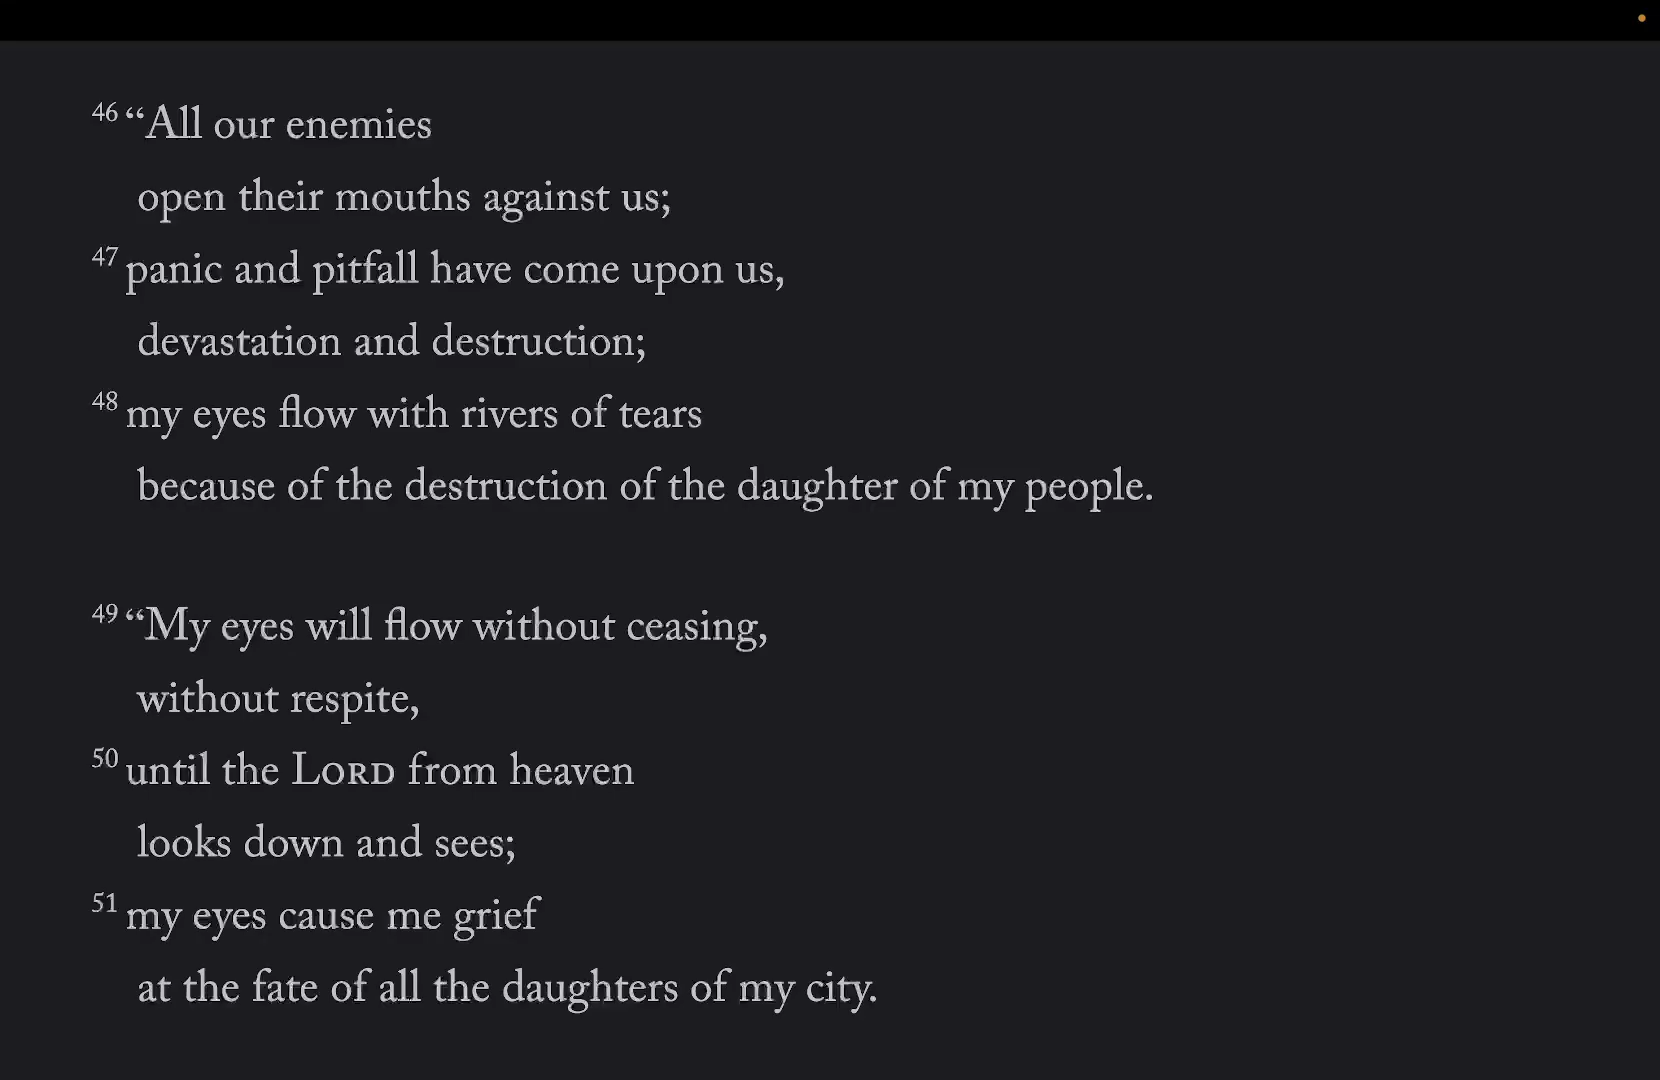 46 “All our enemies
open their mouths against us;
47 panic and pitfall have come upon us,
devastation and destruction;
48 my eyes flow with rivers of tears
because of the destruction of the daughter of my people.
49 “My eyes will flow without ceasing,
without respite,
50 until the LORD from heaven
looks down and sees;
51 my eyes cause me grief
at the fate of all the daughters of my city.